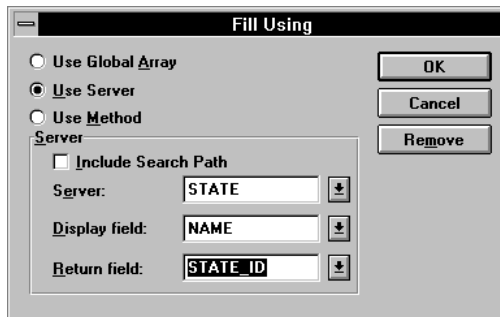 Fill Using
Use Global Array
Use Server
Use Method
OK
Cancel
Remove
Server
Include Search Path
Server: STATE
Display field: NAME
Return field: STATE_ID